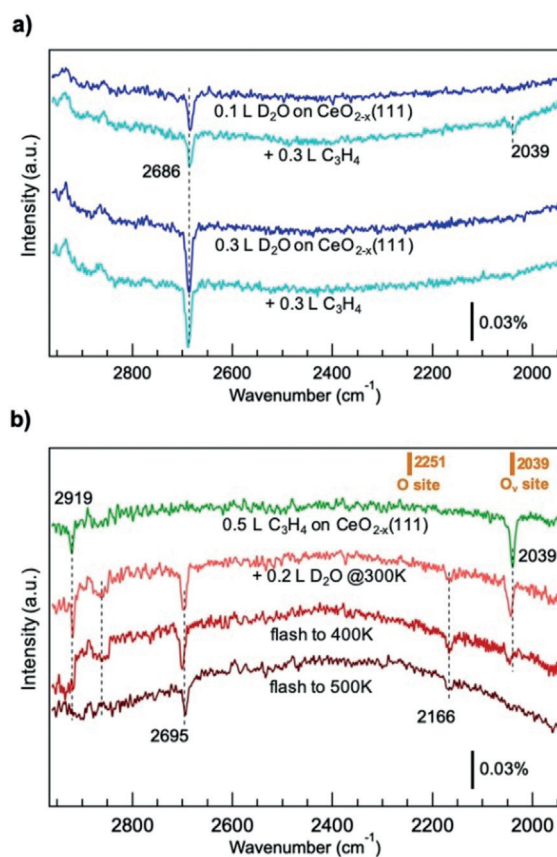 a)
0.1 L D₂O on CeO₂₋ₓ(111)
+ 0.3 L C₃H₄
2686
2039
0.3 L D₂O on CeO₂₋ₓ(111)
+ 0.3 L C₃H₄
0.03%
Intensity (a.u.)
2800 2600 2400 2200 2000
Wavenumber (cm⁻¹)
b)
2251 2039
O site Oᵥ site
2919
0.5 L C₃H₄ on CeO₂₋ₓ(111)
2039
+ 0.2 L D₂O @300K
flash to 400K
flash to 500K
2695
2166
0.03%
Intensity (a.u.)
2800 2600 2400 2200 2000
Wavenumber (cm⁻¹)